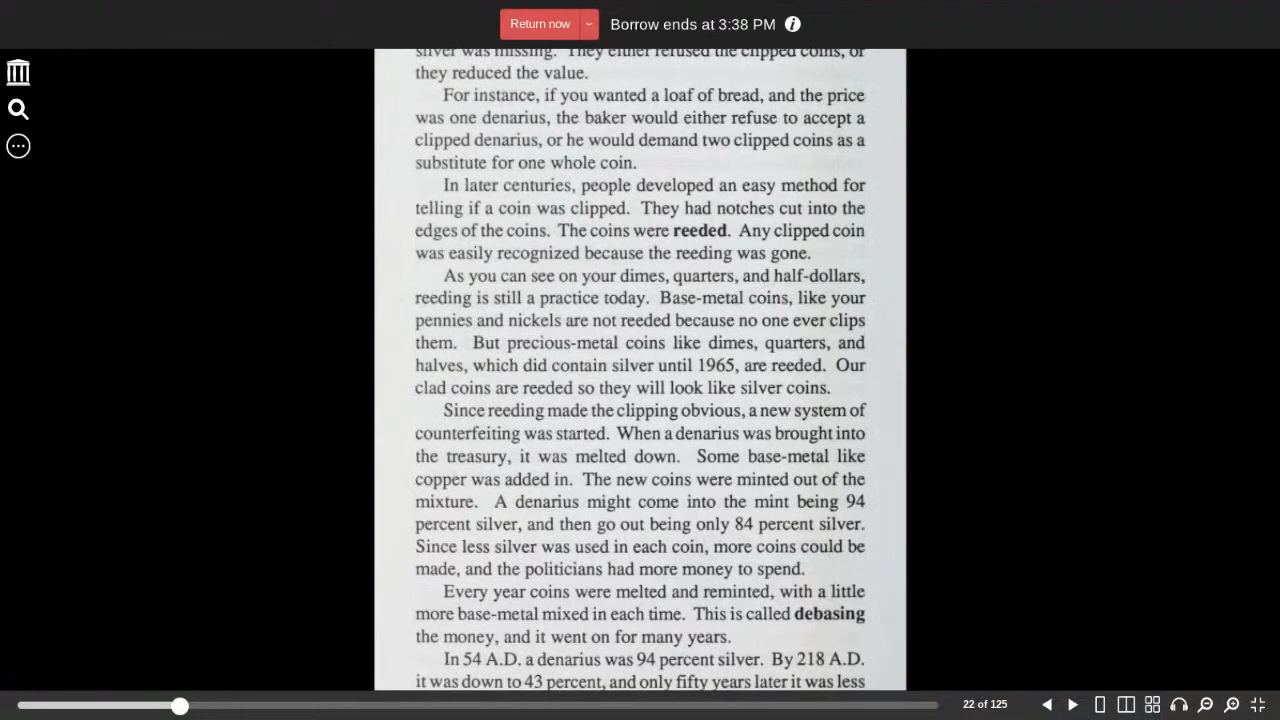 Return now
Borrow ends at 3:38 PM
silver was missing. They either refused the clipped coins, or
they reduced the value.
For instance, if you wanted a loaf of bread, and the price
was one denarius, the baker would either refuse to accept a
clipped denarius, or he would demand two clipped coins as a
substitute for one whole coin.
In later centuries, people developed an easy method for
telling if a coin was clipped. They had notches cut into the
edges of the coins. The coins were reeded. Any clipped coin
was easily recognized because the reeding was gone.
As you can see on your dimes, quarters, and half-dollars,
reeding is still a practice today. Base-metal coins, like your
pennies and nickels are not reeded because no one ever clips
them. But precious-metal coins like dimes, quarters, and
halves, which did contain silver until 1965, are reeded. Our
clad coins are reeded so they will look like silver coins.
Since reeding made the clipping obvious, a new system of
counterfeiting was started. When a denarius was brought into
the treasury, it was melted down. Some base-metal like
copper was added in. The new coins were minted out of the
mixture. A denarius might come into the mint being 94
percent silver, and then go out being only 84 percent silver.
Since less silver was used in each coin, more coins could be
made, and the politicians had more money to spend.
Every year coins were melted and reminted, with a little
more base-metal mixed in each time. This is called debasing
the money, and it went on for many years.
In 54 A.D. a denarius was 94 percent silver. By 218 A.D.
it was down to 43 percent, and only fifty years later it was less
22 of 125